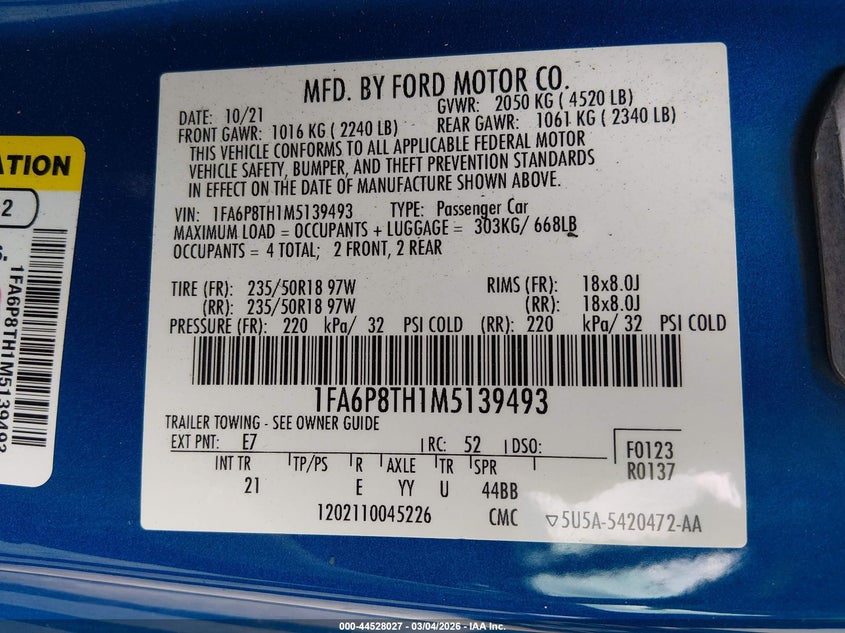 MFD. BY FORD MOTOR CO.
DATE: 10/21 GVWR: 2050 KG ( 4520 LB)
FRONT GAWR: 1016 KG ( 2240 LB) REAR GAWR: 1061 KG ( 2340 LB)
THIS VEHICLE CONFORMS TO ALL APPLICABLE FEDERAL MOTOR
VEHICLE SAFETY, BUMPER, AND THEFT PREVENTION STANDARDS
IN EFFECT ON THE DATE OF MANUFACTURE SHOWN ABOVE.
VIN: 1FA6P8TH1M5139493 TYPE: Passenger Car
MAXIMUM LOAD = OCCUPANTS + LUGGAGE = 303KG/ 668LB
OCCUPANTS = 4 TOTAL; 2 FRONT, 2 REAR
TIRE (FR): 235/50R18 97W RIMS (FR): 18x8.0J
(RR): 235/50R18 97W (RR): 18x8.0J
PRESSURE (FR): 220 kPa/ 32 PSI COLD (RR): 220 kPa/ 32 PSI COLD
1FA6P8TH1M5139493
TRAILER TOWING - SEE OWNER GUIDE
EXT PNT: E7 RC: 52 DSO:
F0123
R0137
INT TR TP/PS R AXLE TR SPR
21 E YY U 44BB
1202110045226 CMC 5U5A-5420472-AA
ATION
2
1FA6P8TH1M5139493
000-44528027 - 03/04/2026 - IAA Inc.